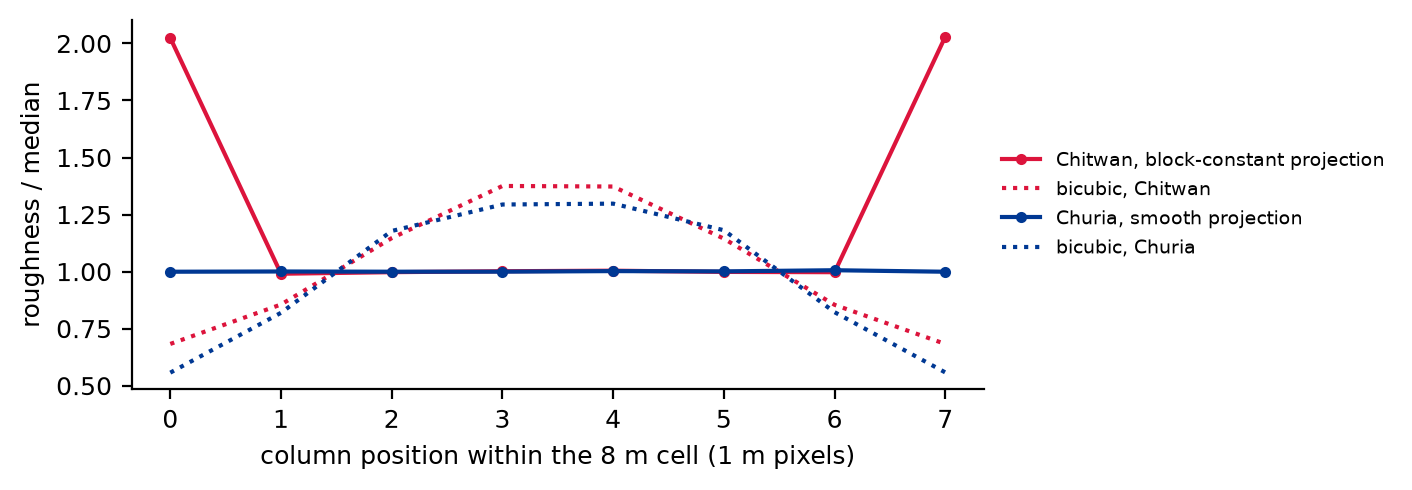 2.00
1.75
1.50
1.25
1.00
0.75
0.50
roughness / median
0 1 2 3 4 5 6 7
column position within the 8 m cell (1 m pixels)
Chitwan, block-constant projection
bicubic, Chitwan
Churia, smooth projection
bicubic, Churia